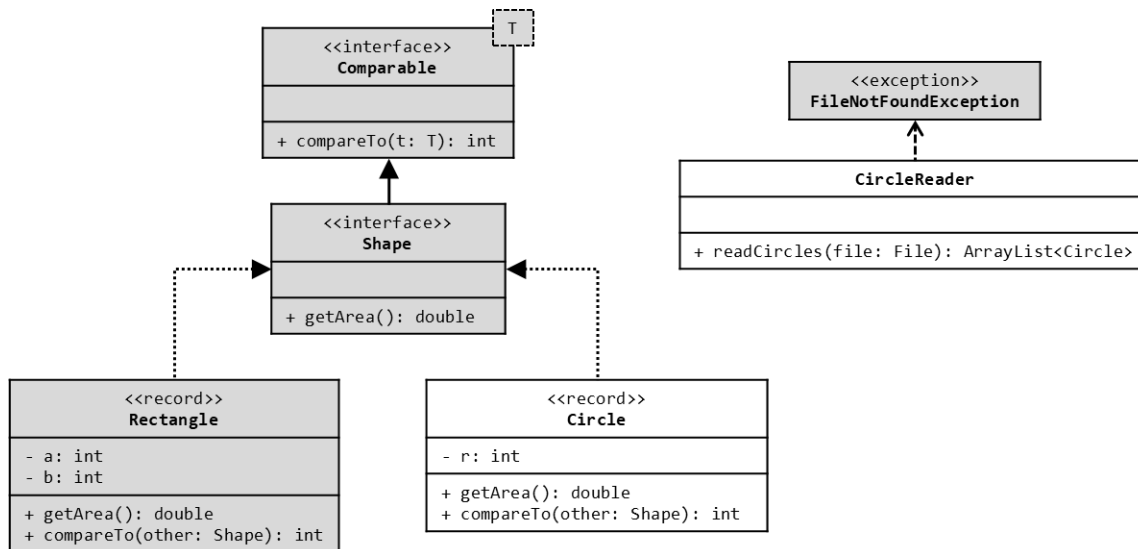 T
<<interface>>
Comparable
+ compareTo(t: T): int
<<exception>>
FileNotFoundException
CircleReader
+ readCircles(file: File): ArrayList<Circle>
<<interface>>
Shape
+ getArea(): double
<<record>>
Rectangle
- a: int
- b: int
+ getArea(): double
+ compareTo(other: Shape): int
<<record>>
Circle
- r: int
+ getArea(): double
+ compareTo(other: Shape): int